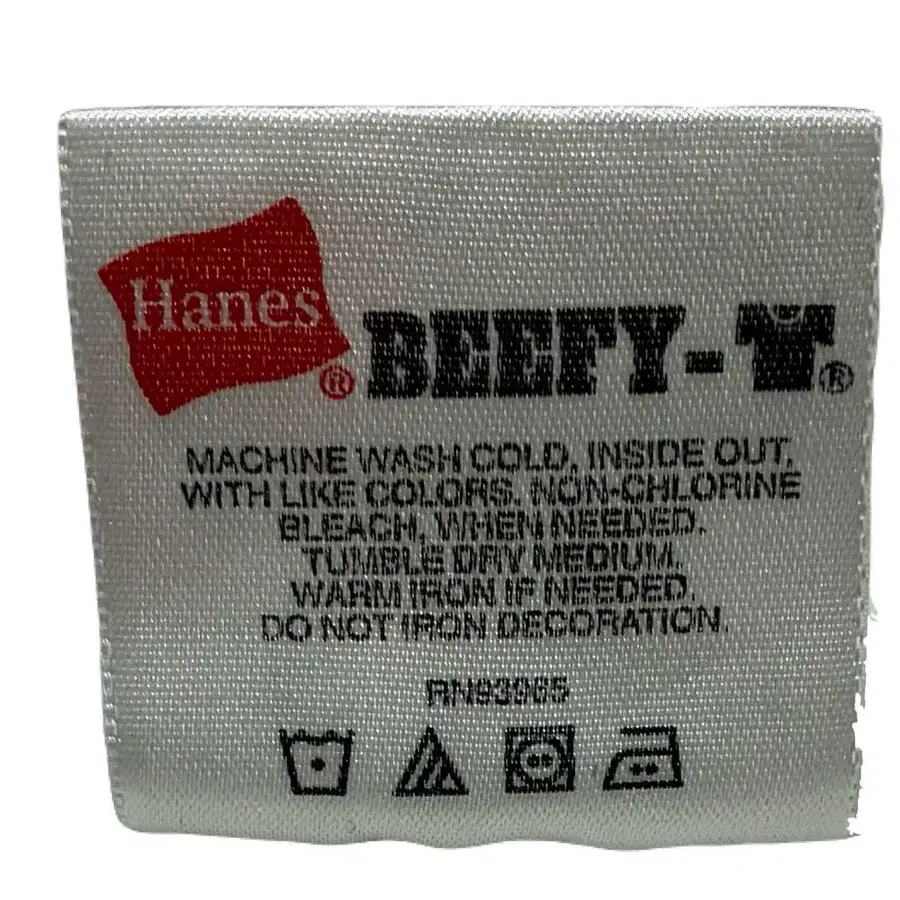 Hanes®
BEEFY-T®
MACHINE WASH COLD, INSIDE OUT,
WITH LIKE COLORS. NON-CHLORINE
BLEACH, WHEN NEEDED.
TUMBLE DRY MEDIUM.
WARM IRON IF NEEDED.
DO NOT IRON DECORATION.
RN93965